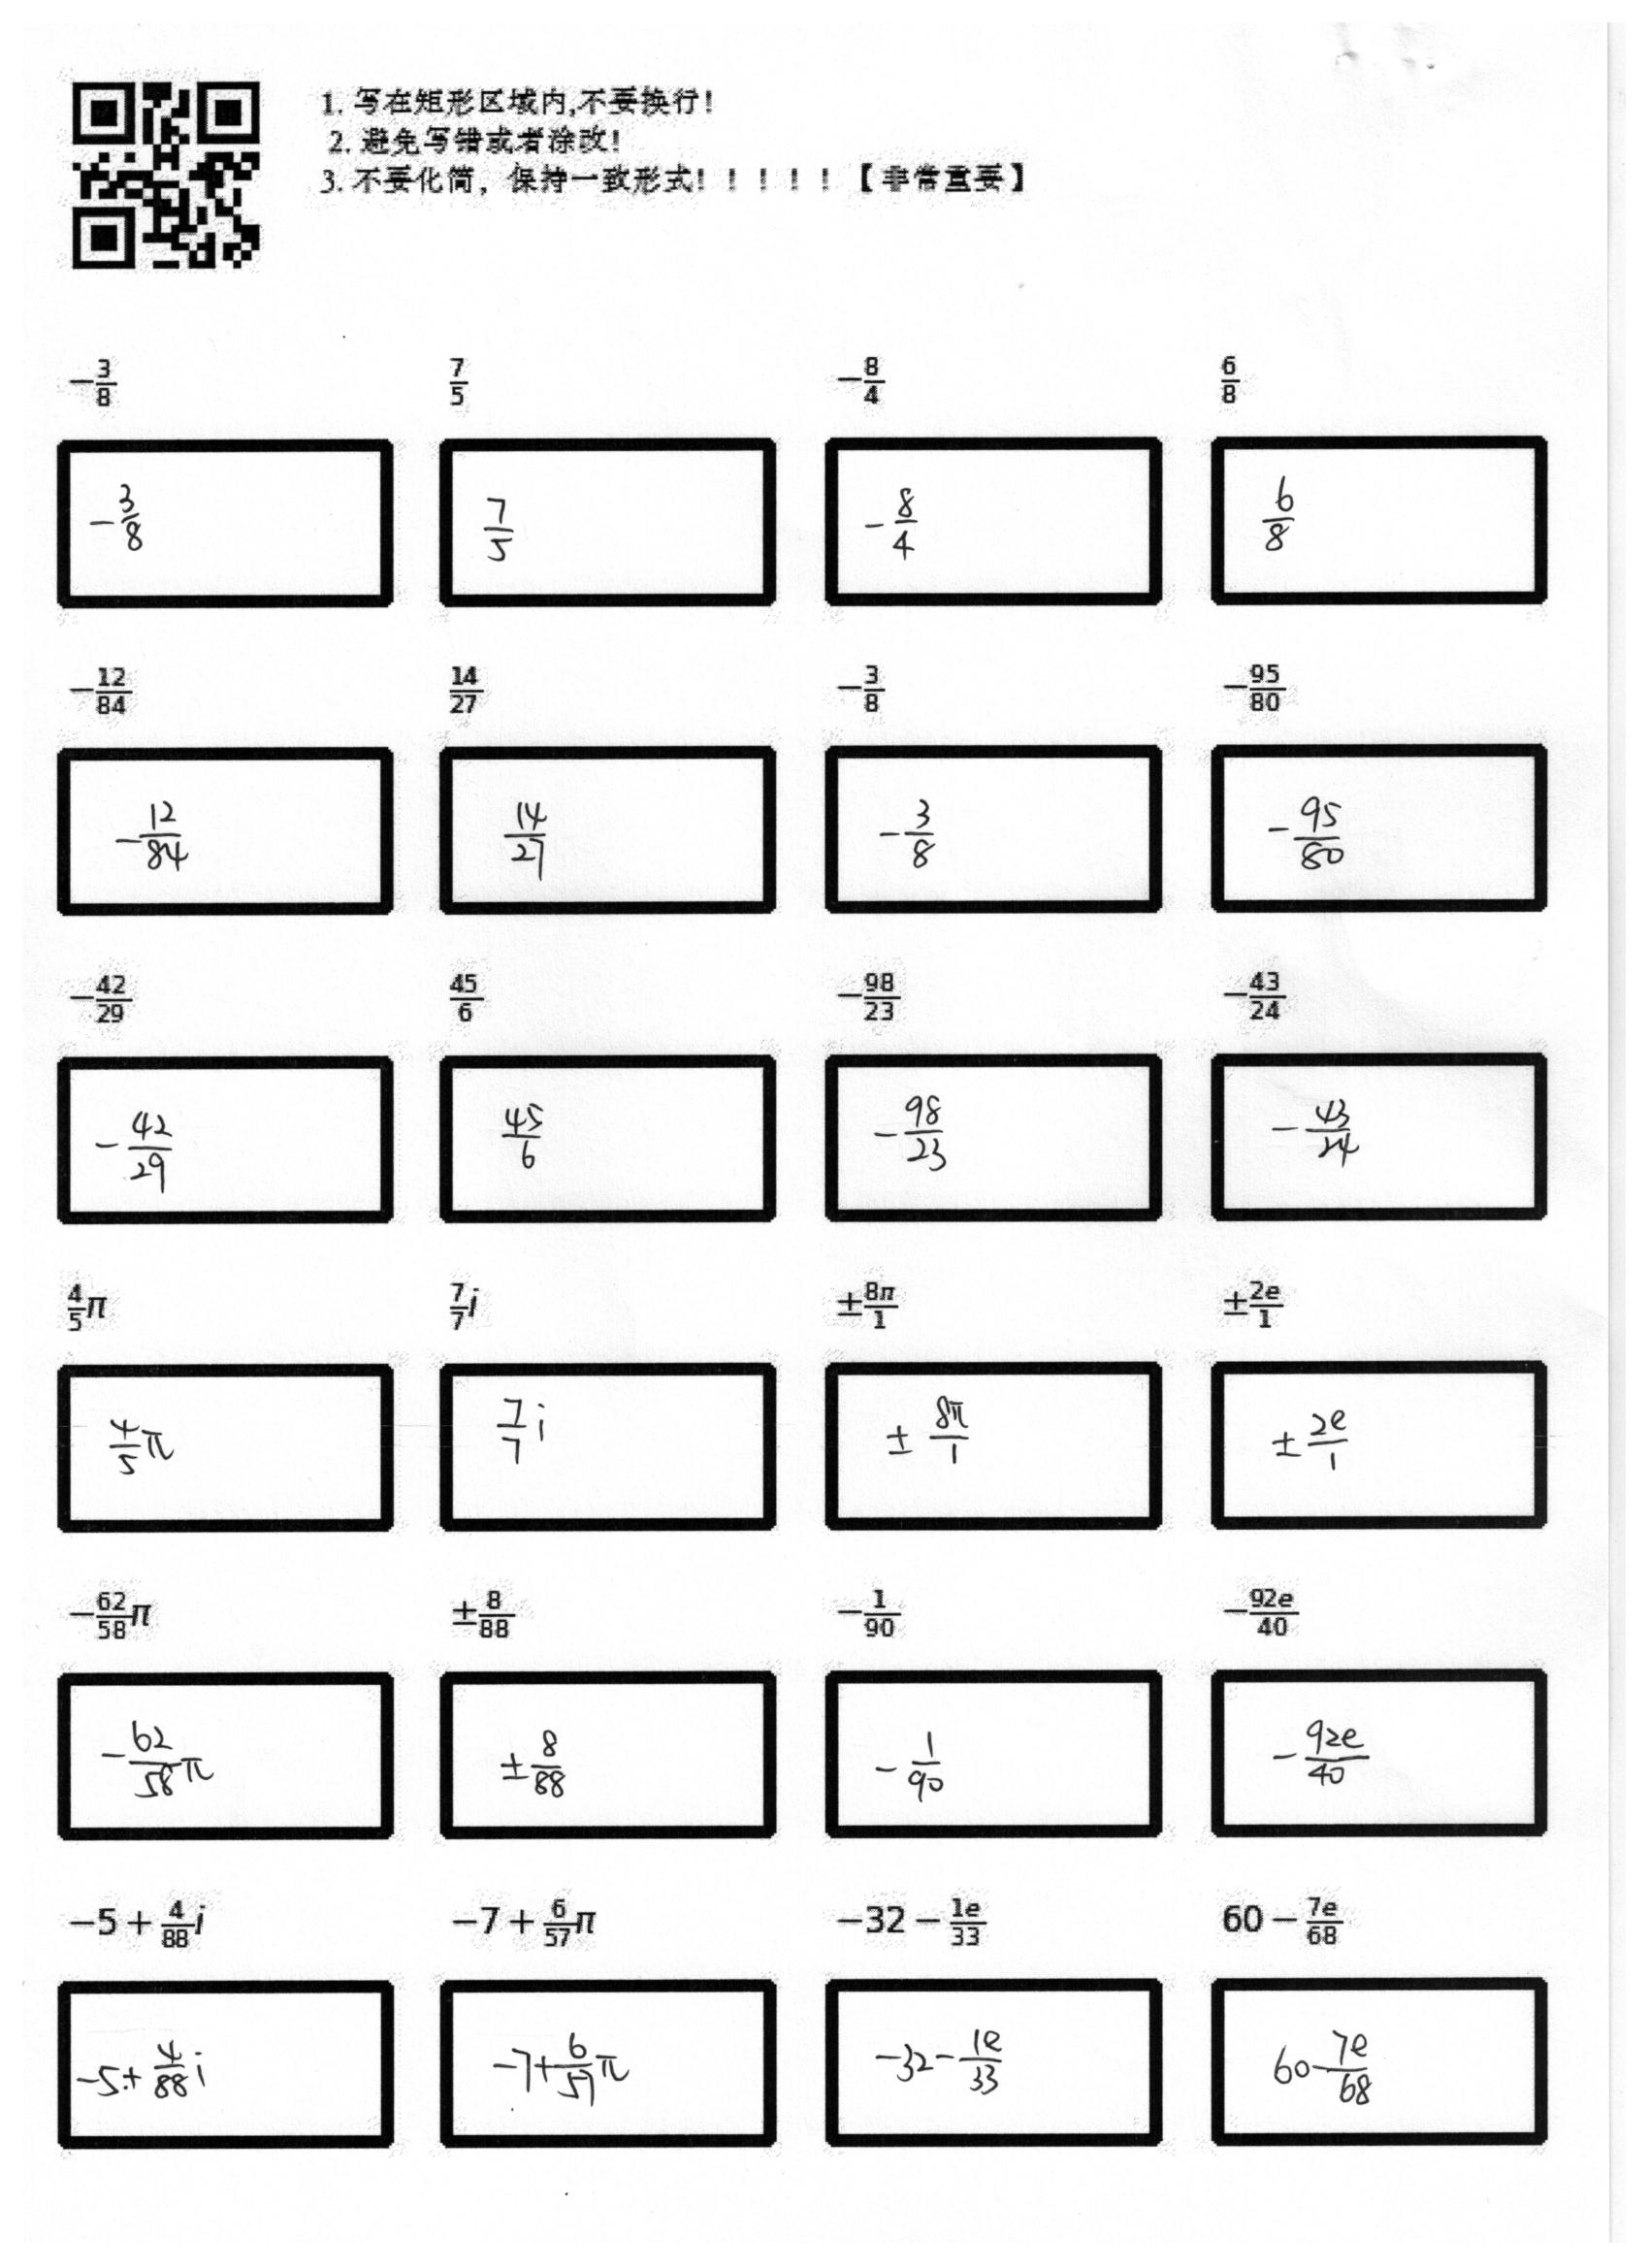 1. 写在矩形区域内,不要换行!
2. 避免写错或者涂改!
3. 不要化简，保持一致形式!！！！！【非常重要】
$-\frac{3}{8}$ $\frac{7}{5}$ $-\frac{8}{4}$ $\frac{6}{8}$
$-\frac{3}{8}$ $\frac{7}{5}$ $-\frac{8}{4}$ $\frac{6}{8}$
$-\frac{12}{84}$ $\frac{14}{27}$ $-\frac{3}{8}$ $-\frac{95}{80}$
$-\frac{12}{84}$ $\frac{14}{27}$ $-\frac{3}{8}$ $-\frac{95}{80}$
$-\frac{42}{29}$ $\frac{45}{6}$ $-\frac{98}{23}$ $-\frac{43}{24}$
$-\frac{42}{29}$ $\frac{45}{6}$ $-\frac{98}{23}$ $-\frac{43}{24}$
$\frac{4}{5}\pi$ $\frac{7}{7}i$ $\pm\frac{8\pi}{1}$ $\pm\frac{2e}{1}$
$\frac{4}{5}\pi$ $\frac{7}{7}i$ $\pm\frac{8\pi}{1}$ $\pm\frac{2e}{1}$
$-\frac{62}{58}\pi$ $\pm\frac{8}{88}$ $-\frac{1}{90}$ $-\frac{92e}{40}$
$-\frac{62}{58}\pi$ $\pm\frac{8}{88}$ $-\frac{1}{90}$ $-\frac{92e}{40}$
$-5+\frac{4}{88}i$ $-7+\frac{6}{57}\pi$ $-32-\frac{1e}{33}$ $60-\frac{7e}{68}$
$-5+\frac{4}{88}i$ $-7+\frac{6}{57}\pi$ $-32-\frac{1e}{33}$ $60-\frac{7e}{68}$